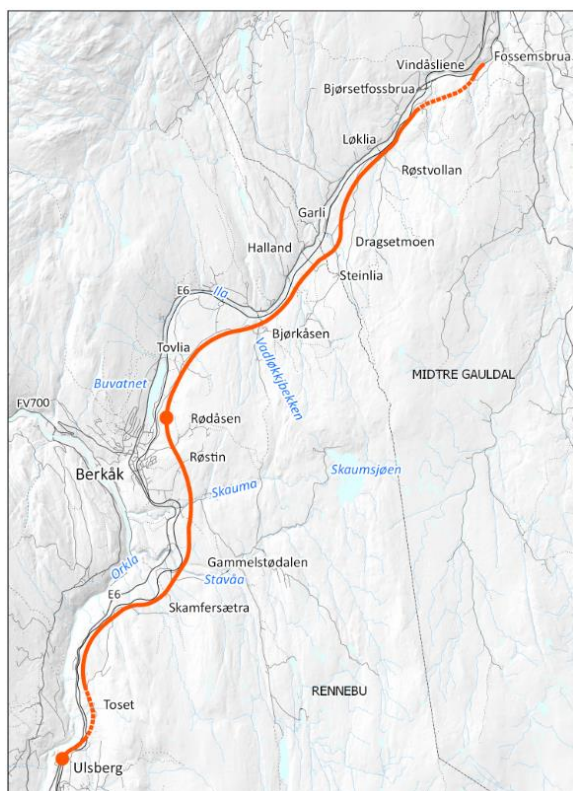 Vindåsliene
Fossemsbrua
Bjørsetfossbrua
Løklia
Røstvollan
Garli
Halland
Dragsetmoen
Steinlia
E6
Ila
Bjørkåsen
Tovlia
Vadløkkjbekken
MIDTRE GAULDAL
Buvatnet
FV700
Rødåsen
Røstin
Berkåk
Skaumsjøen
Skauma
Orkla
Gammelstødalen
Stavåa
E6
Skamfersætra
RENNEBU
Toset
Ulsberg